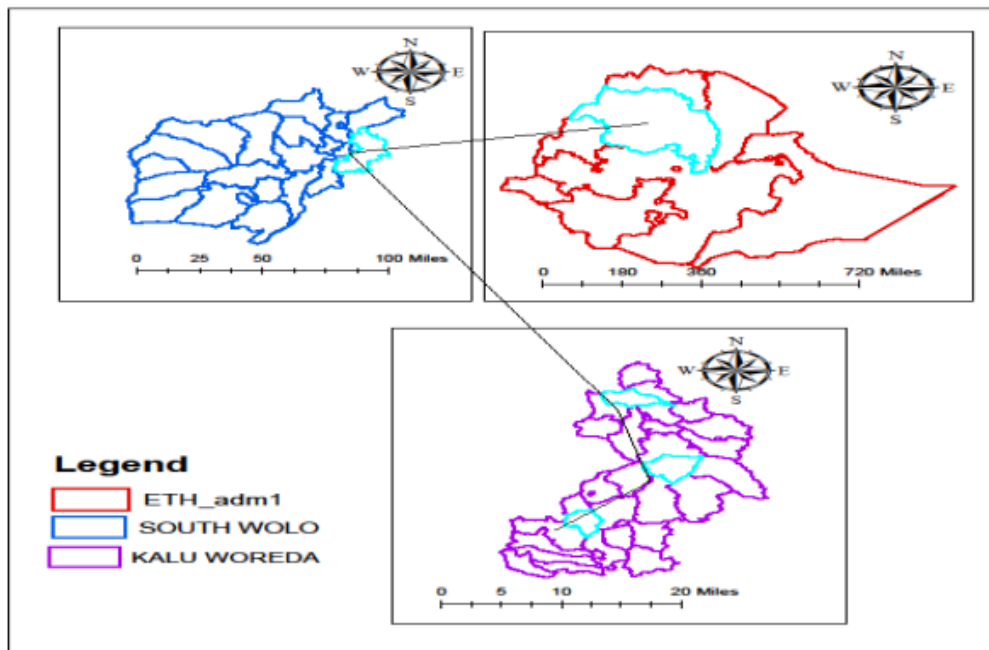 N
W E
S
0 25 50 100 Miles
N
W E
S
0 180 360 720 Miles
N
W E
S
0 5 10 20 Miles
Legend
ETH_adm1
SOUTH WOLO
KALU WOREDA